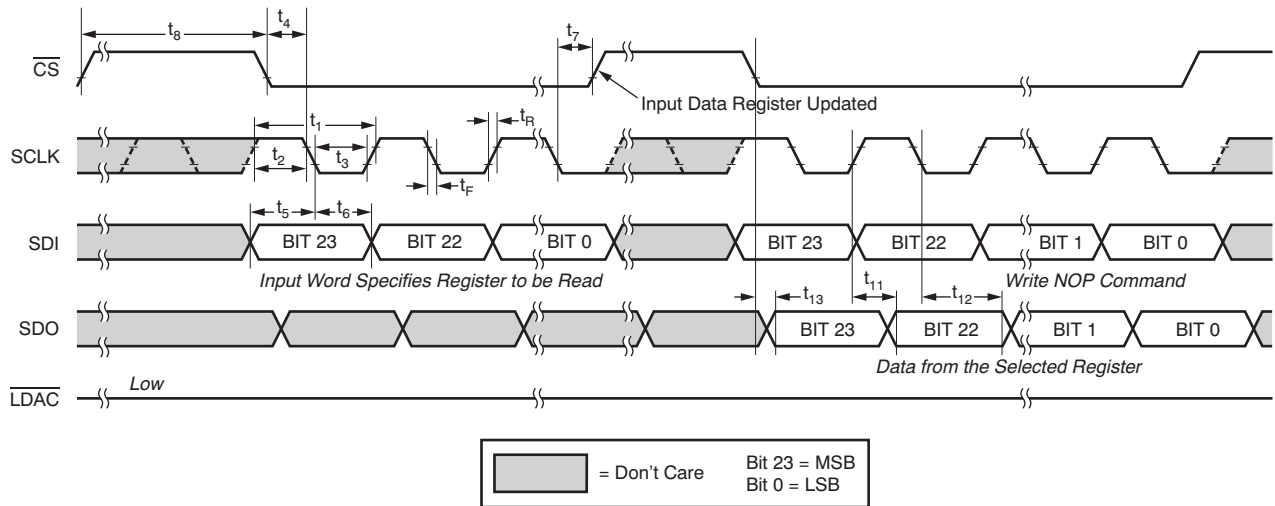 t8
t4
t7
CS
Input Data Register Updated
t1
tR
SCLK
t2
t3
tF
t5
t6
SDI
BIT 23
BIT 22
BIT 0
BIT 23
BIT 22
BIT 1
BIT 0
Input Word Specifies Register to be Read
Write NOP Command
t13
t11
t12
SDO
BIT 23
BIT 22
BIT 1
BIT 0
Data from the Selected Register
Low
LDAC
= Don't Care
Bit 23 = MSB
Bit 0 = LSB